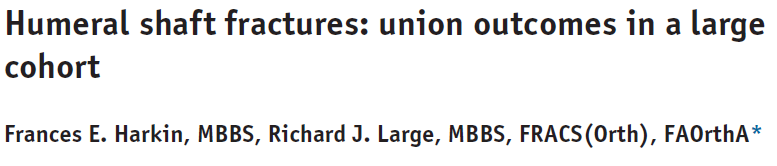 Humeral shaft fractures: union outcomes in a large
cohort
Frances E. Harkin, MBBS, Richard J. Large, MBBS, FRACS(Orth), FAOrthA*